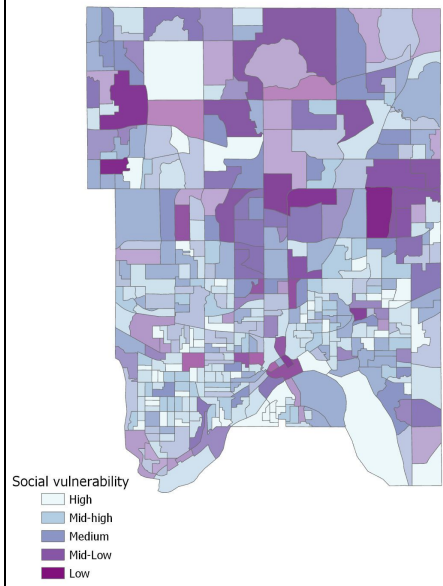 Social vulnerability
High
Mid-high
Medium
Mid-Low
Low